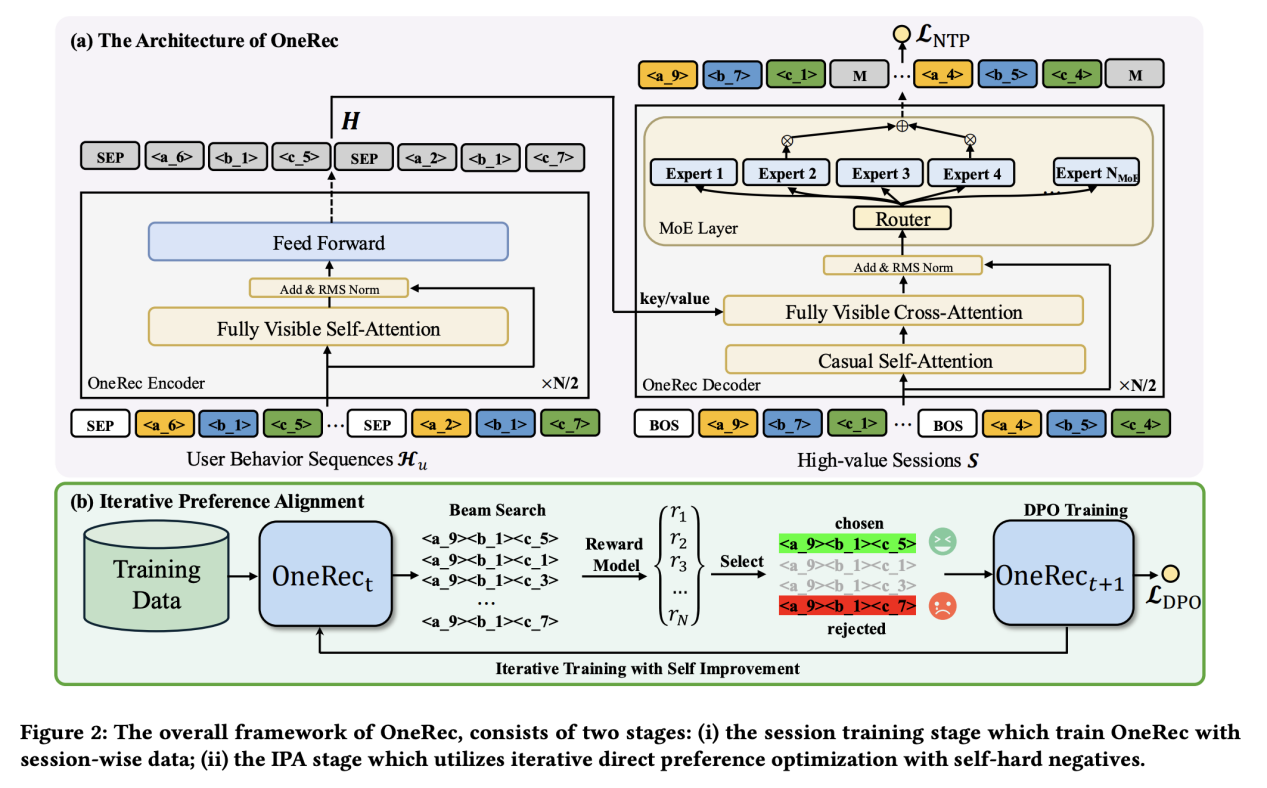 (a) The Architecture of OneRec
ℒNTP
<a_9> <b_7> <c_1> M ... <a_4> <b_5> <c_4> M
H
SEP <a_6> <b_1> <c_5> SEP <a_2> <b_1> <c_7>
Expert 1 Expert 2 Expert 3 Expert 4 ... Expert NMoE
Router
MoE Layer
Feed Forward
Add & RMS Norm
Add & RMS Norm
key/value
Fully Visible Self-Attention
Fully Visible Cross-Attention
Casual Self-Attention
OneRec Encoder
×N/2
OneRec Decoder
×N/2
SEP <a_6> <b_1> <c_5> ... SEP <a_2> <b_1> <c_7>
BOS <a_9> <b_7> <c_1> ... BOS <a_4> <b_5> <c_4>
User Behavior Sequences ℋu
High-value Sessions S
(b) Iterative Preference Alignment
Training
Data
OneRect
Beam Search
<a_9><b_1><c_5>
<a_9><b_1><c_1>
<a_9><b_1><c_3>
...
<a_9><b_1><c_7>
Reward
Model
r1
r2
r3
...
rN
Select
chosen
<a_9><b_1><c_5>
<a_9><b_1><c_1>
<a_9><b_1><c_3>
<a_9><b_1><c_7>
rejected
DPO Training
OneRect+1
ℒDPO
Iterative Training with Self Improvement
Figure 2: The overall framework of OneRec, consists of two stages: (i) the session training stage which train OneRec with
session-wise data; (ii) the IPA stage which utilizes iterative direct preference optimization with self-hard negatives.